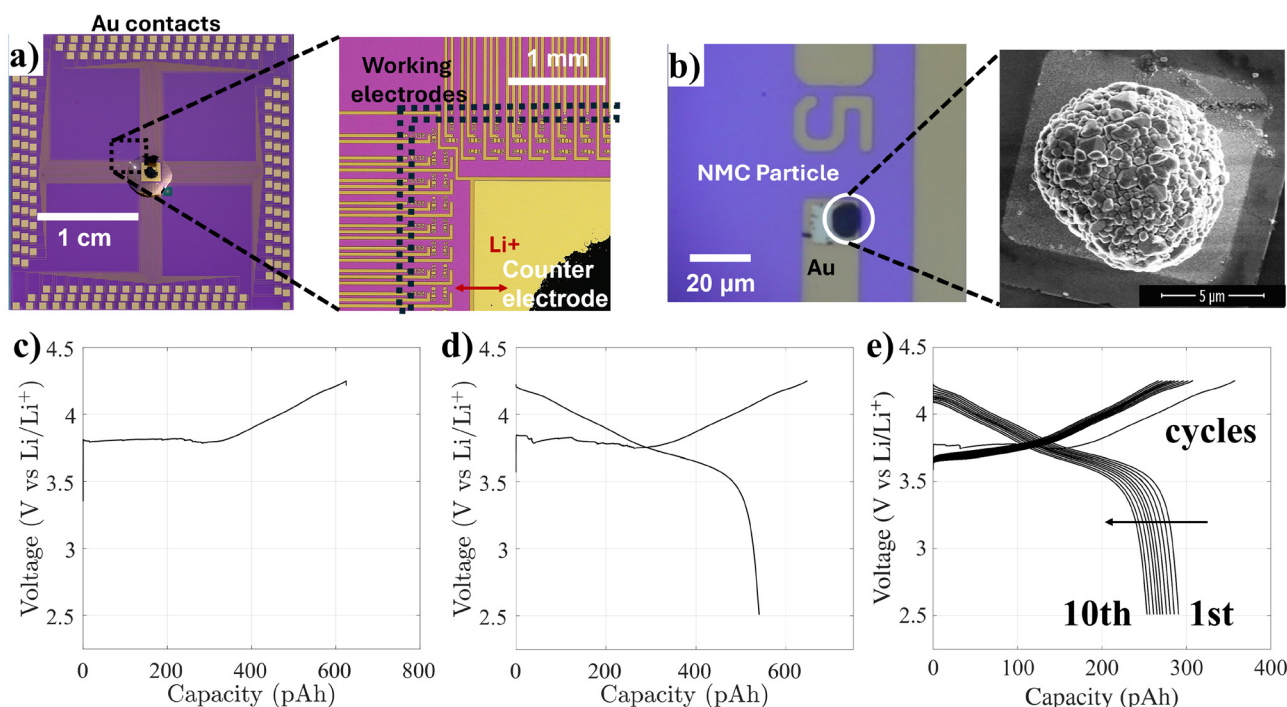 a)
Au contacts
1 cm
Working
electrodes
1 mm
Li+
Counter
electrode
b)
5
NMC Particle
Au
20 μm
5 μm
c)
4.5
4
3.5
3
2.5
Voltage (V vs Li/Li⁺)
0 200 400 600 800
Capacity (pAh)
d)
4.5
4
3.5
3
2.5
Voltage (V vs Li/Li⁺)
0 200 400 600
Capacity (pAh)
e)
4.5
4
3.5
3
2.5
Voltage (V vs Li/Li⁺)
cycles
10th
1st
0 100 200 300 400
Capacity (pAh)